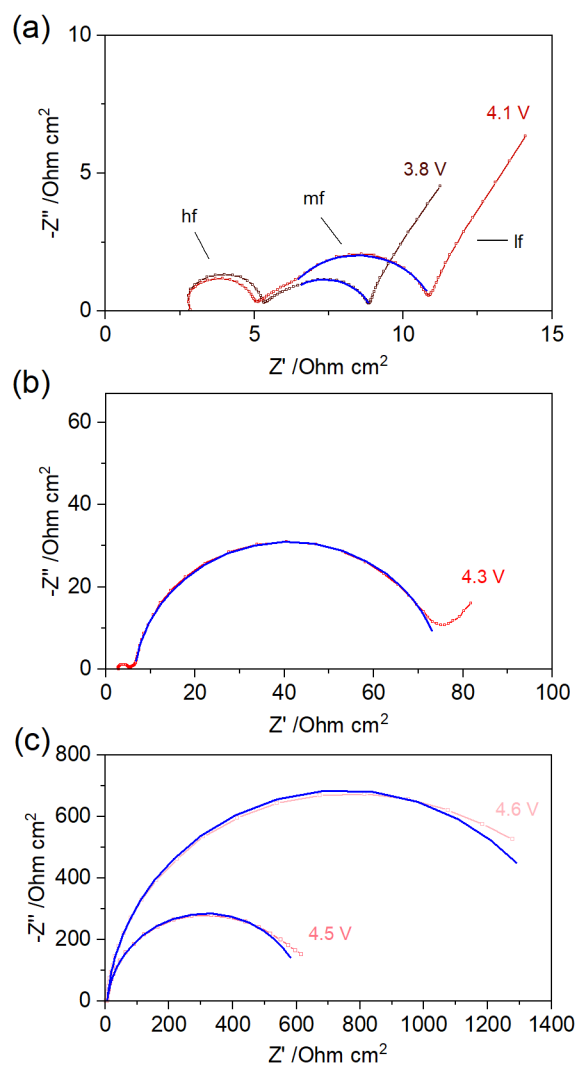 (a)
10
5
0
-Z'' /Ohm cm²
hf
mf
3.8 V
4.1 V
lf
0
5
10
15
Z' /Ohm cm²
(b)
60
40
20
0
-Z'' /Ohm cm²
4.3 V
0
20
40
60
80
100
Z' /Ohm cm²
(c)
800
600
400
200
0
-Z'' /Ohm cm²
4.6 V
4.5 V
0
200
400
600
800
1000
1200
1400
Z' /Ohm cm²